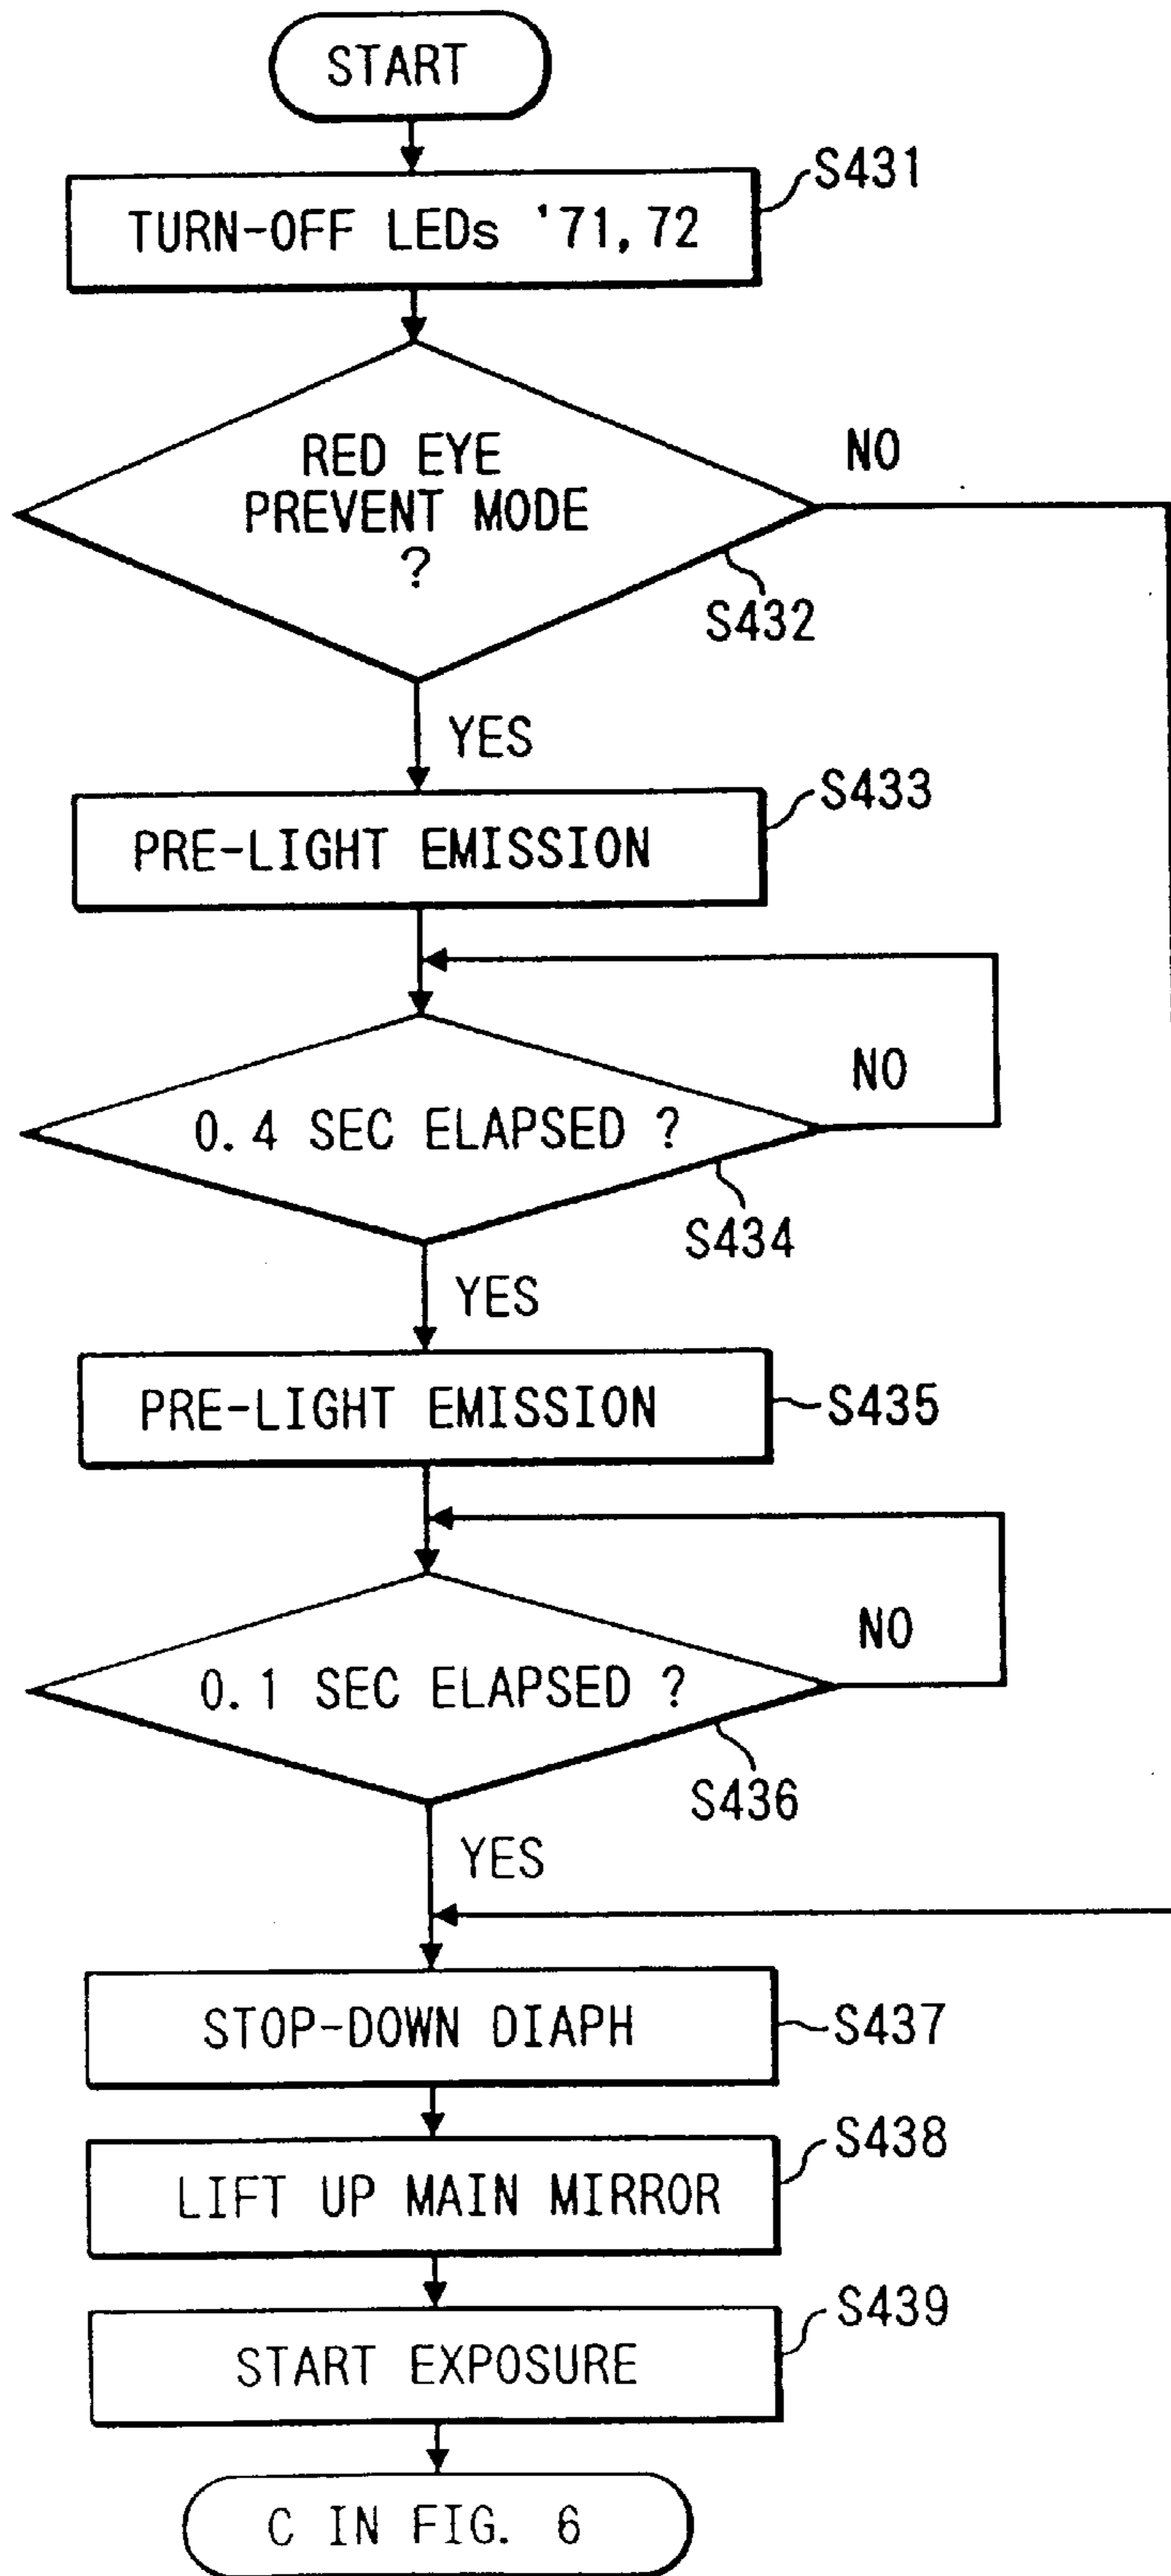 START
S431
TURN-OFF LEDs '71, 72
RED EYE
PREVENT MODE
?
NO
S432
YES
S433
PRE-LIGHT EMISSION
NO
0.4 SEC ELAPSED ?
S434
YES
PRE-LIGHT EMISSION
S435
NO
0.1 SEC ELAPSED ?
S436
YES
STOP-DOWN DIAPH
S437
S438
LIFT UP MAIN MIRROR
S439
START EXPOSURE
C IN FIG. 6